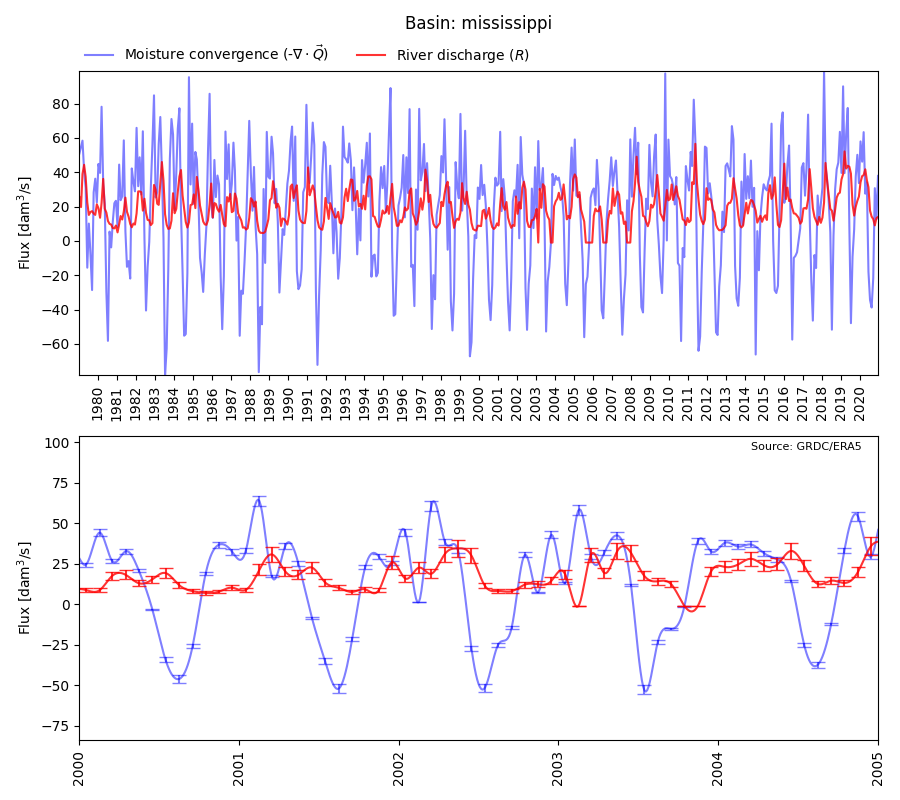 Basin: mississippi
Moisture convergence (-∇ · Q⃗) River discharge (R)
Flux [dam³/s]
80
60
40
20
0
−20
−40
−60
1980 1981 1982 1983 1984 1985 1986 1987 1988 1989 1990 1991 1992 1993 1994 1995 1996 1997 1998 1999 2000 2001 2002 2003 2004 2005 2006 2007 2008 2009 2010 2011 2012 2013 2014 2015 2016 2017 2018 2019 2020
Source: GRDC/ERA5
Flux [dam³/s]
100
75
50
25
0
−25
−50
−75
2000 2001 2002 2003 2004 2005